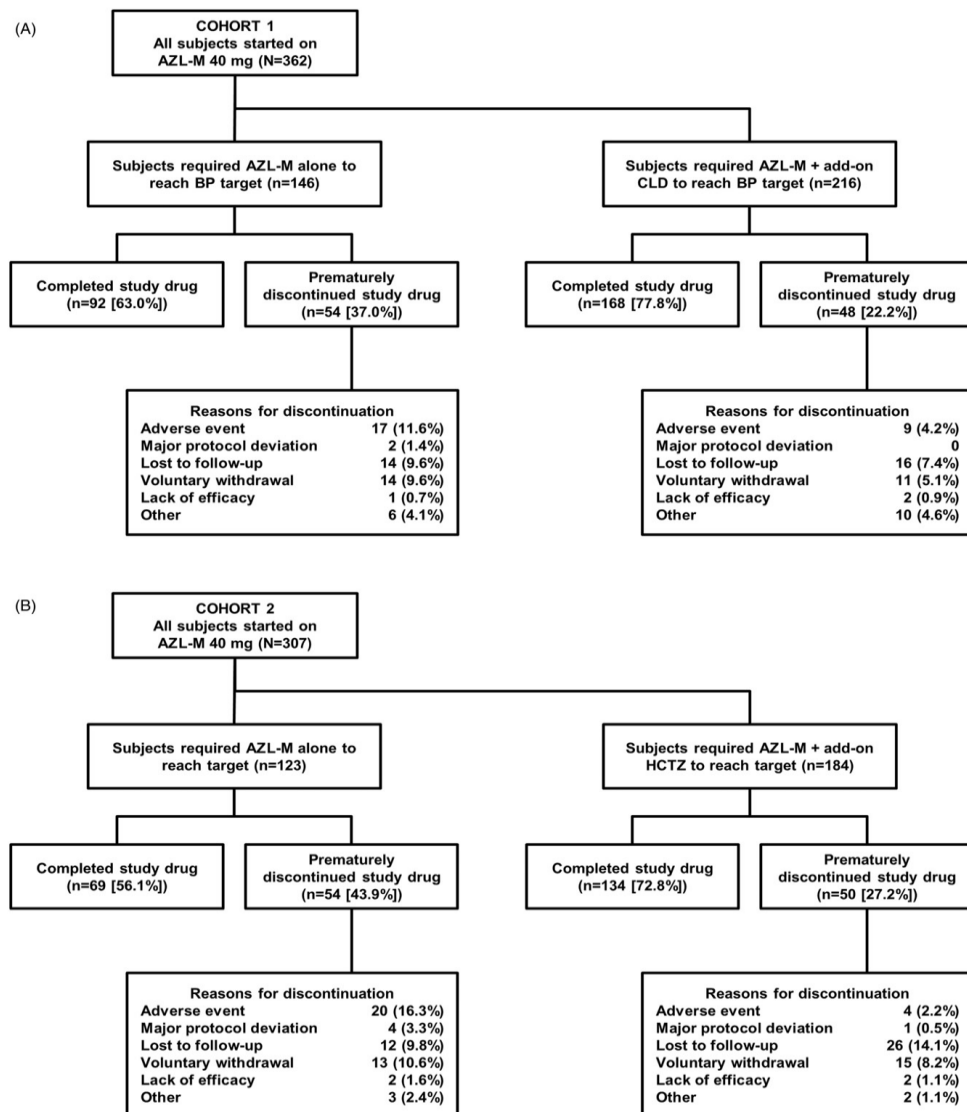 (A)
COHORT 1
All subjects started on
AZL-M 40 mg (N=362)
Subjects required AZL-M alone to
reach BP target (n=146)
Subjects required AZL-M + add-on
CLD to reach BP target (n=216)
Completed study drug
(n=92 [63.0%])
Prematurely
discontinued study drug
(n=54 [37.0%])
Completed study drug
(n=168 [77.8%])
Prematurely
discontinued study drug
(n=48 [22.2%])
Reasons for discontinuation
Adverse event 17 (11.6%)
Major protocol deviation 2 (1.4%)
Lost to follow-up 14 (9.6%)
Voluntary withdrawal 14 (9.6%)
Lack of efficacy 1 (0.7%)
Other 6 (4.1%)
Reasons for discontinuation
Adverse event 9 (4.2%)
Major protocol deviation 0
Lost to follow-up 16 (7.4%)
Voluntary withdrawal 11 (5.1%)
Lack of efficacy 2 (0.9%)
Other 10 (4.6%)
(B)
COHORT 2
All subjects started on
AZL-M 40 mg (N=307)
Subjects required AZL-M alone to
reach target (n=123)
Subjects required AZL-M + add-on
HCTZ to reach target (n=184)
Completed study drug
(n=69 [56.1%])
Prematurely
discontinued study drug
(n=54 [43.9%])
Completed study drug
(n=134 [72.8%])
Prematurely
discontinued study drug
(n=50 [27.2%])
Reasons for discontinuation
Adverse event 20 (16.3%)
Major protocol deviation 4 (3.3%)
Lost to follow-up 12 (9.8%)
Voluntary withdrawal 13 (10.6%)
Lack of efficacy 2 (1.6%)
Other 3 (2.4%)
Reasons for discontinuation
Adverse event 4 (2.2%)
Major protocol deviation 1 (0.5%)
Lost to follow-up 26 (14.1%)
Voluntary withdrawal 15 (8.2%)
Lack of efficacy 2 (1.1%)
Other 2 (1.1%)